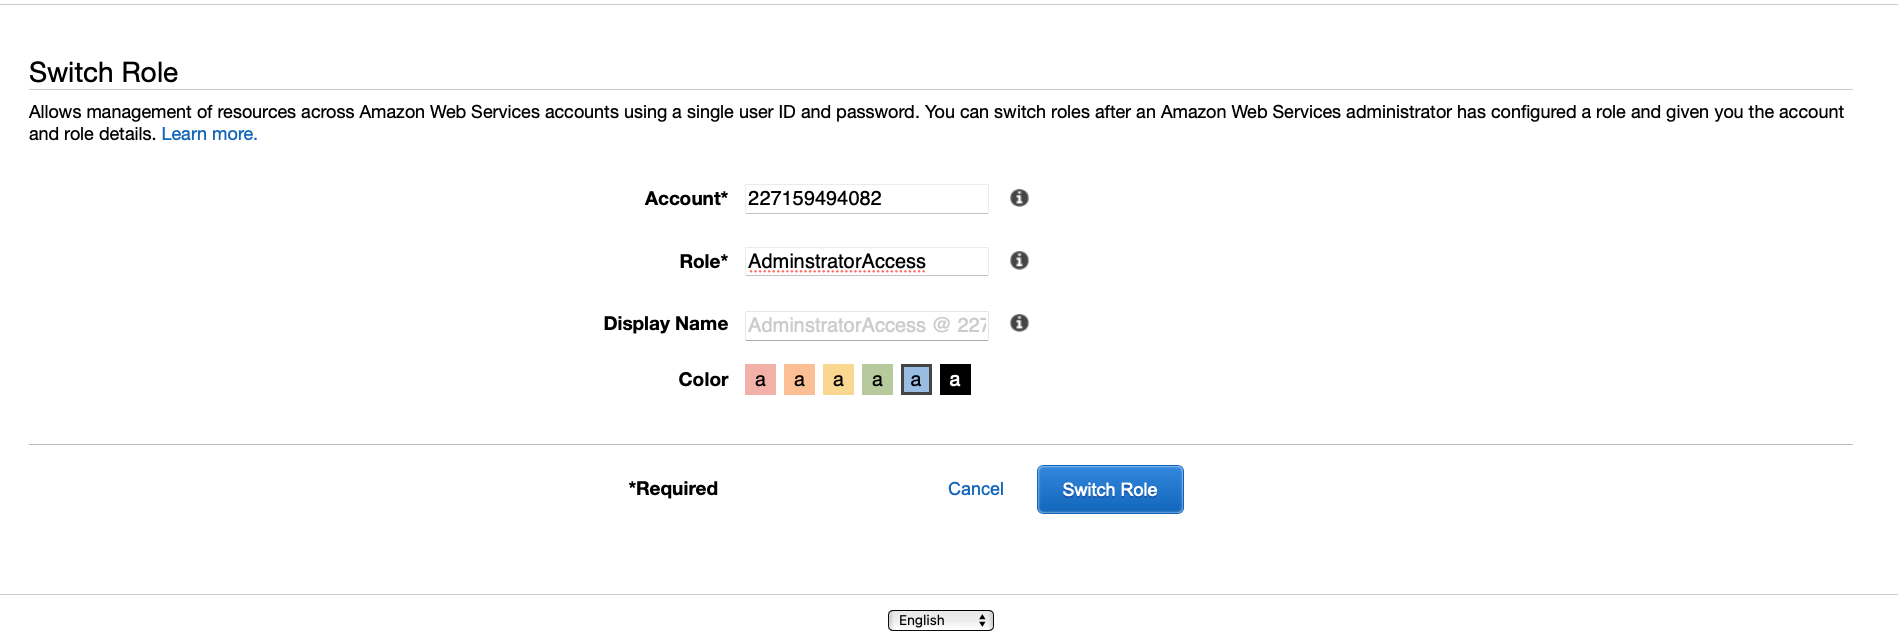 Switch Role
Allows management of resources across Amazon Web Services accounts using a single user ID and password. You can switch roles after an Amazon Web Services administrator has configured a role and given you the account
and role details. Learn more.
Account* 227159494082
Role* AdminstratorAccess
Display Name AdminstratorAccess @ 227
Color a a a a a a
*Required Cancel Switch Role
English